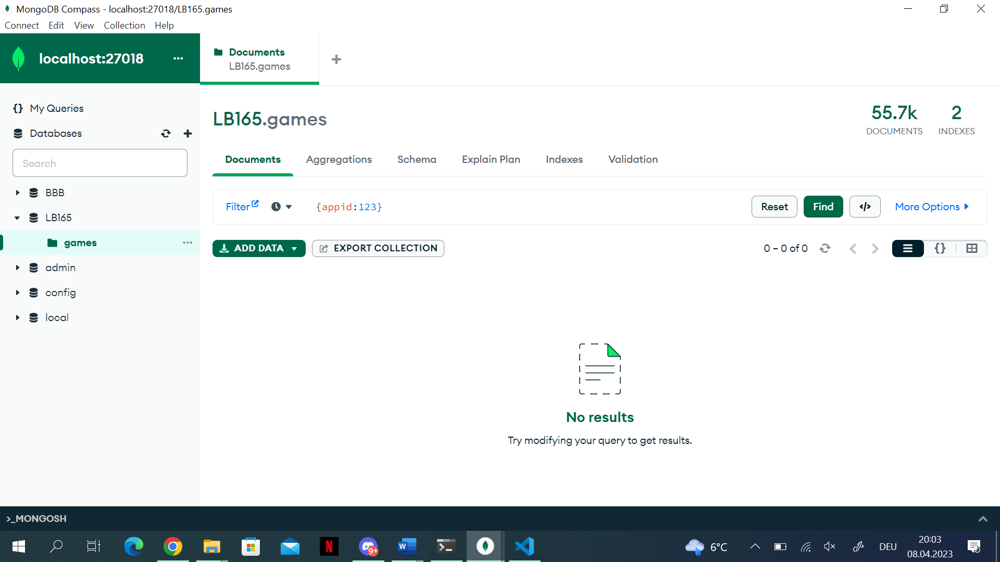 MongoDB Compass - localhost:27018/LB165.games
Connect Edit View Collection Help
localhost:27018
Documents
LB165.games
My Queries
Databases
Search
BBB
LB165
games
admin
config
local
LB165.games
55.7k
DOCUMENTS
2
INDEXES
Documents Aggregations Schema Explain Plan Indexes Validation
Filter {appid:123} Reset Find </> More Options
ADD DATA EXPORT COLLECTION 0 – 0 of 0 {}
No results
Try modifying your query to get results.
>_MONGOSH
N 9+ W 6°C DEU 20:03
08.04.2023